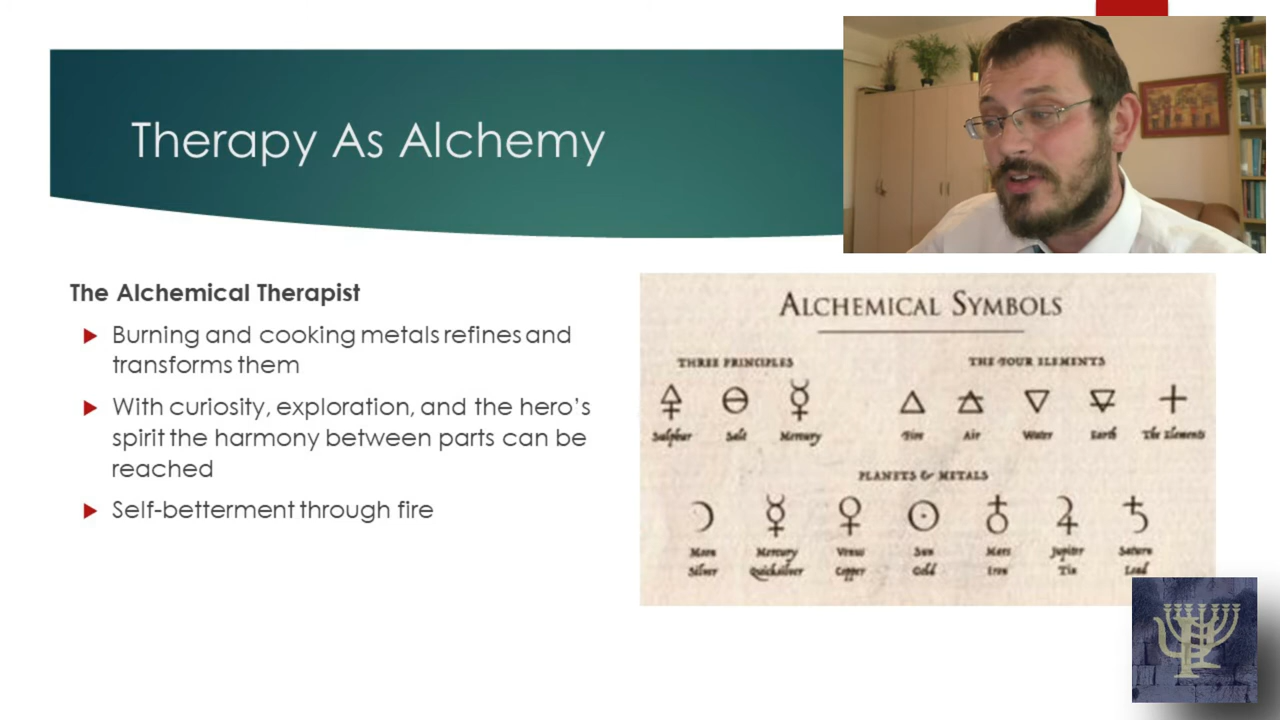 Therapy As Alchemy
The Alchemical Therapist
Burning and cooking metals refines and
transforms them
With curiosity, exploration, and the hero's
spirit the harmony between parts can be
reached
Self-betterment through fire
ALCHEMICAL SYMBOLS
THREE PRINCIPLES
THE FOUR ELEMENTS
Sulphur Salt Mercury
Fire Air Water Earth The Elements
PLANETS & METALS
Moon Mercury Venus Sun Mars Jupiter Saturn
Silver Quicksilver Copper Gold Iron Tin Lead